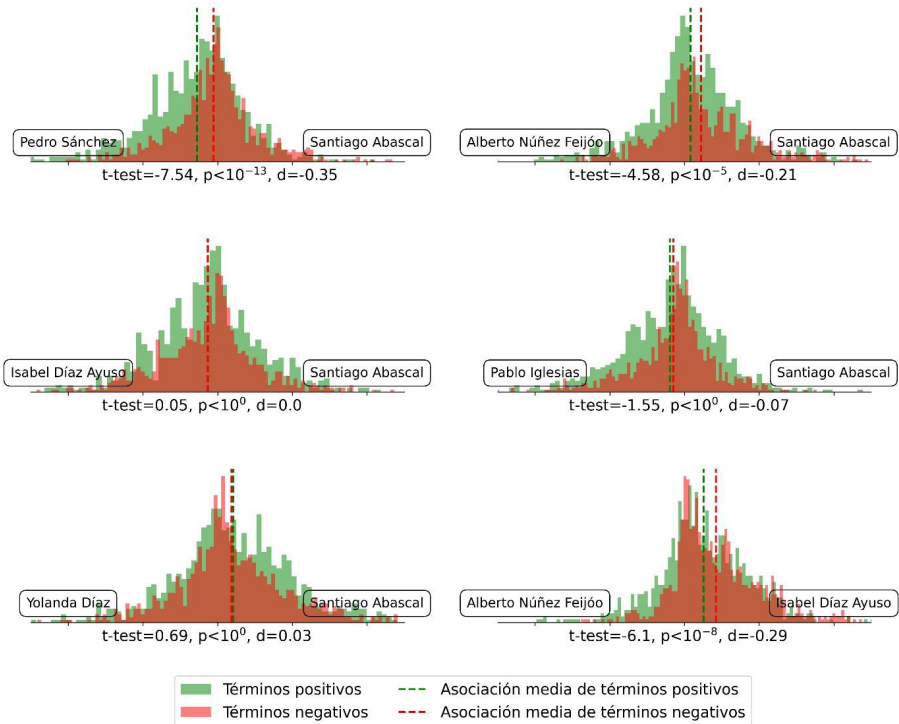 Pedro Sánchez
Santiago Abascal
t-test=-7.54, p<10⁻¹³, d=-0.35
Alberto Núñez Feijóo
Santiago Abascal
t-test=-4.58, p<10⁻⁵, d=-0.21
Isabel Díaz Ayuso
Santiago Abascal
t-test=0.05, p<10⁰, d=0.0
Pablo Iglesias
Santiago Abascal
t-test=-1.55, p<10⁰, d=-0.07
Yolanda Díaz
Santiago Abascal
t-test=0.69, p<10⁰, d=0.03
Alberto Núñez Feijóo
Isabel Díaz Ayuso
t-test=-6.1, p<10⁻⁸, d=-0.29
Términos positivos
Términos negativos
Asociación media de términos positivos
Asociación media de términos negativos